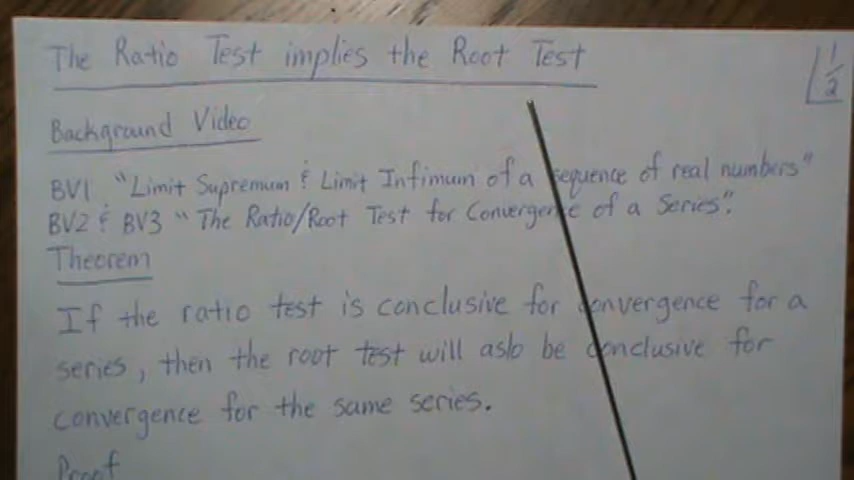 The Ratio Test implies the Root Test
1/2
Background Video
BV1 "Limit Supremum & Limit Infimum of a sequence of real numbers"
BV2 & BV3 "The Ratio/Root Test for Convergence of a Series".
Theorem
If the ratio test is conclusive for convergence for a
series, then the root test will aslo be conclusive for
convergence for the same series.
Proof